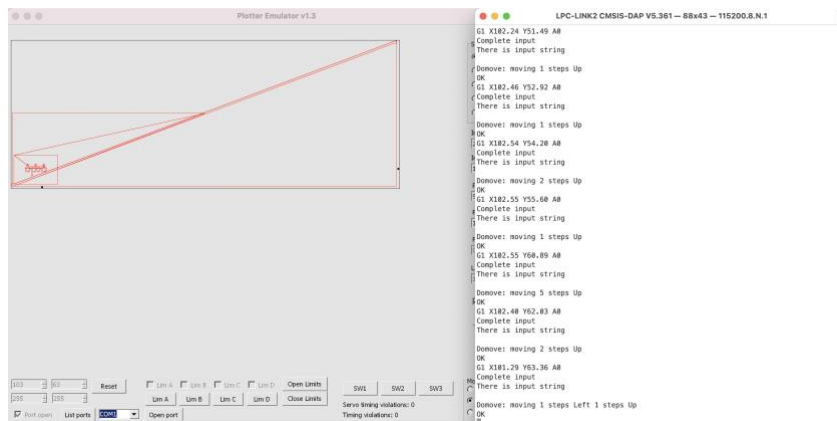 Plotter Emulator v1.3
103 63 Reset
255 255
Lim A Lim B Lim C Lim D Open Limits
Lim A Lim B Lim C Lim D Close Limits
SW1 SW2 SW3
Servo timing violations: 0
Timing violations: 0
Port open List ports COM3 Open port
LPC-LINK2 CMSIS-DAP V5.361 — 88x43 — 115200.8.N.1
G1 X102.24 Y51.49 A0
Complete input
There is input string
Domove: moving 1 steps Up
OK
G1 X102.46 Y52.92 A0
Complete input
There is input string
Domove: moving 1 steps Up
OK
G1 X102.54 Y54.20 A0
Complete input
There is input string
Domove: moving 2 steps Up
OK
G1 X102.55 Y55.60 A0
Complete input
There is input string
Domove: moving 1 steps Up
OK
G1 X102.55 Y60.89 A0
Complete input
There is input string
Domove: moving 5 steps Up
OK
G1 X102.40 Y62.03 A0
Complete input
There is input string
Domove: moving 2 steps Up
OK
G1 X101.29 Y63.36 A0
Complete input
There is input string
Domove: moving 1 steps Left 1 steps Up
OK